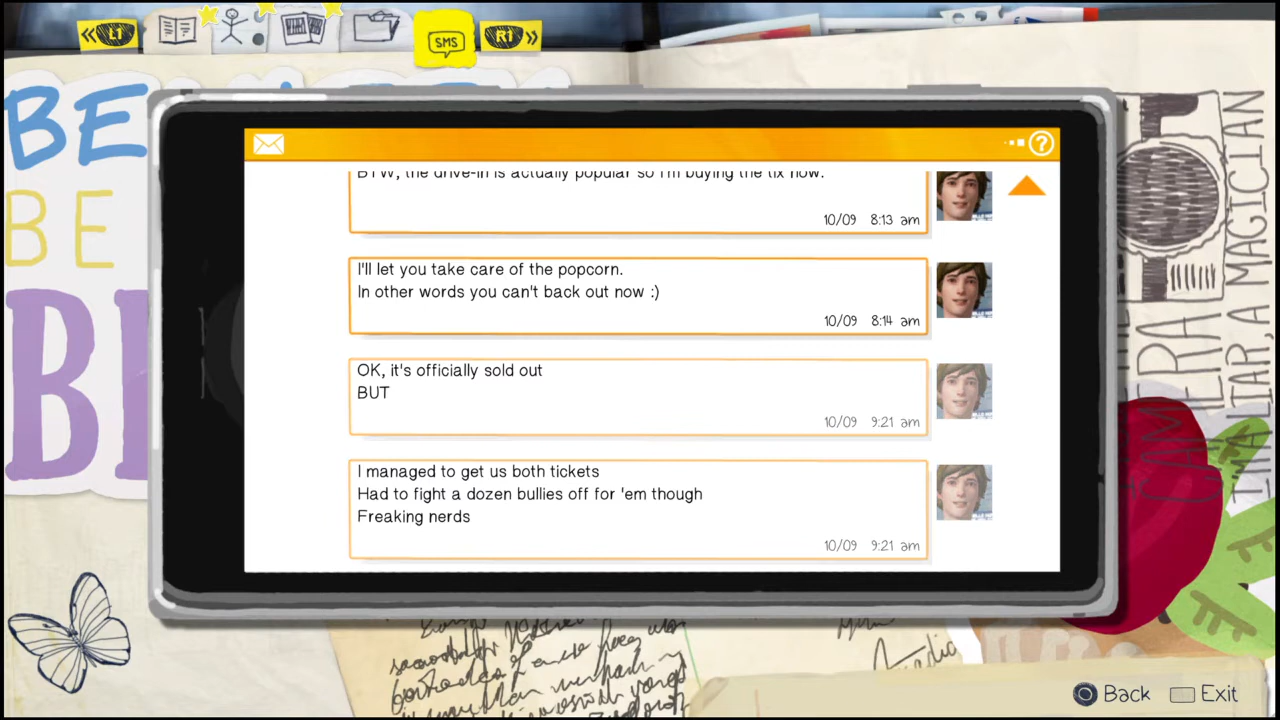 L1
SMS
R1
BTW, the drive-in is actually popular so I'm buying the tix now.
10/09 8:13 am
I'll let you take care of the popcorn.
In other words you can't back out now :)
10/09 8:14 am
OK, it's officially sold out
BUT
10/09 9:21 am
I managed to get us both tickets
Had to fight a dozen bullies off for 'em though
Freaking nerds
10/09 9:21 am
?
BE
BE
CAMERA
LIAR, A MAGICIAN
Back
Exit